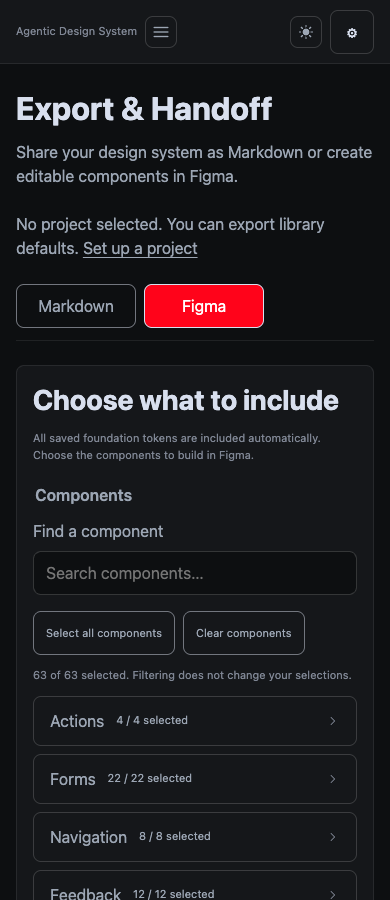 Agentic Design System
Export & Handoff
Share your design system as Markdown or create
editable components in Figma.
No project selected. You can export library
defaults. Set up a project
Markdown
Figma
Choose what to include
All saved foundation tokens are included automatically.
Choose the components to build in Figma.
Components
Find a component
Search components...
Select all components
Clear components
63 of 63 selected. Filtering does not change your selections.
Actions 4 / 4 selected
Forms 22 / 22 selected
Navigation 8 / 8 selected
Feedback 12 / 12 selected